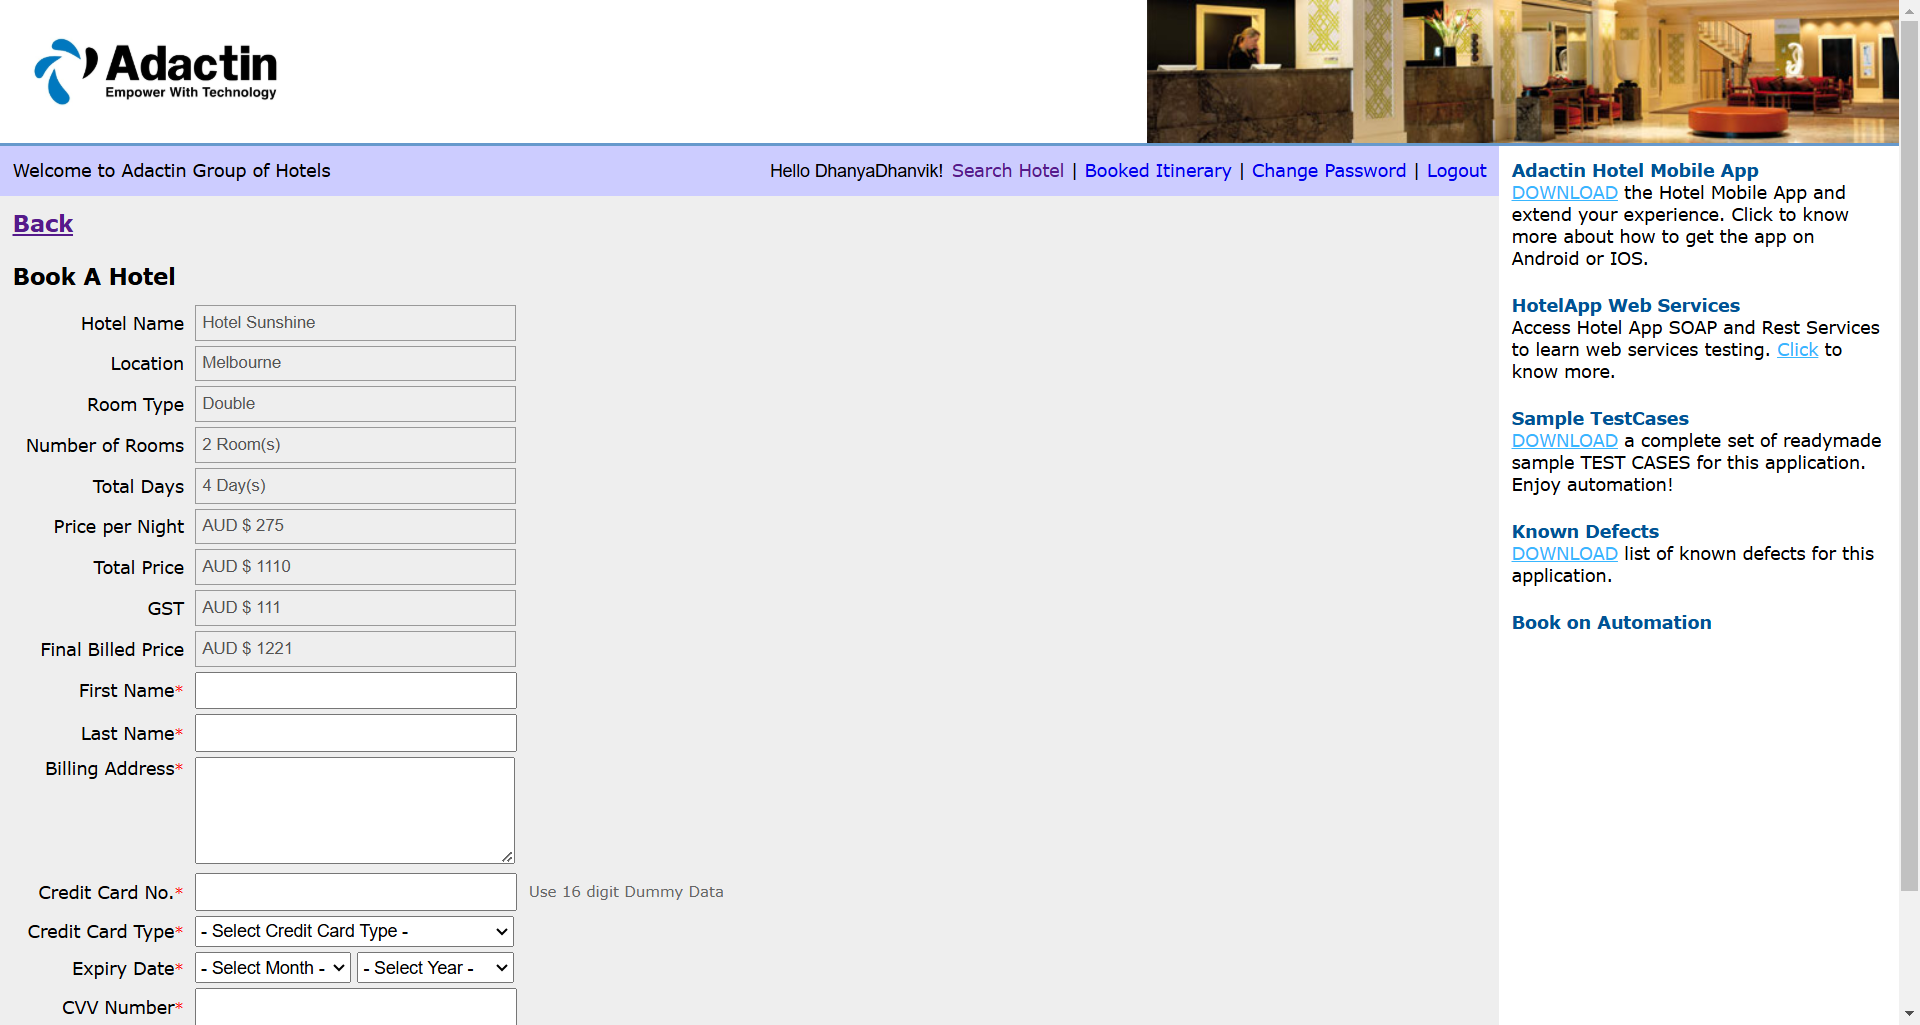 Adactin
Empower With Technology
Welcome to Adactin Group of Hotels
Hello DhanyaDhanvik! Search Hotel | Booked Itinerary | Change Password | Logout
Back
Book A Hotel
Hotel Name Hotel Sunshine
Location Melbourne
Room Type Double
Number of Rooms 2 Room(s)
Total Days 4 Day(s)
Price per Night AUD $ 275
Total Price AUD $ 1110
GST AUD $ 111
Final Billed Price AUD $ 1221
First Name*
Last Name*
Billing Address*
Credit Card No.* Use 16 digit Dummy Data
Credit Card Type* - Select Credit Card Type -
Expiry Date* - Select Month - - Select Year -
CVV Number*
Adactin Hotel Mobile App
DOWNLOAD the Hotel Mobile App and
extend your experience. Click to know
more about how to get the app on
Android or IOS.
HotelApp Web Services
Access Hotel App SOAP and Rest Services
to learn web services testing. Click to
know more.
Sample TestCases
DOWNLOAD a complete set of readymade
sample TEST CASES for this application.
Enjoy automation!
Known Defects
DOWNLOAD list of known defects for this
application.
Book on Automation